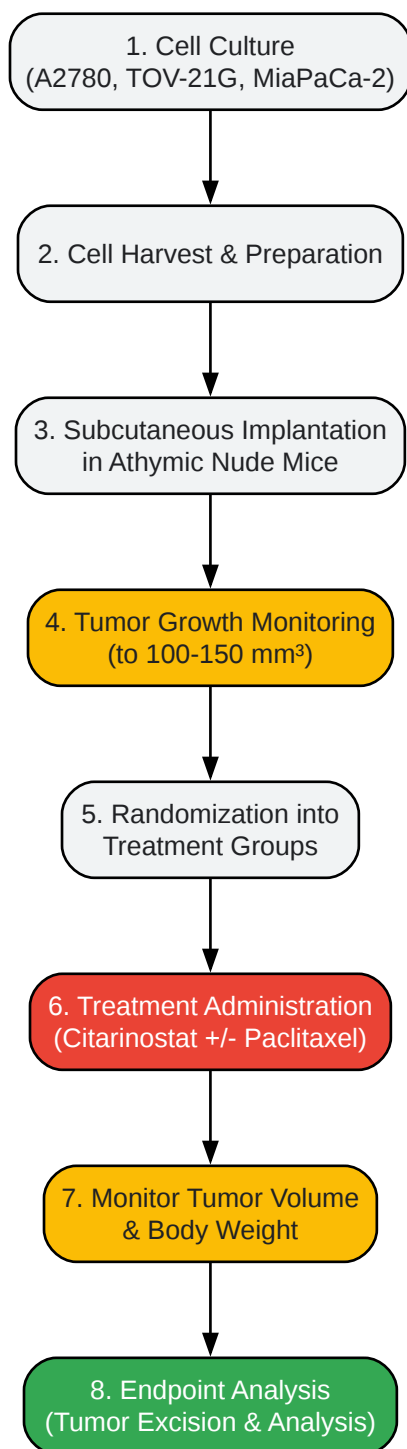 1. Cell Culture
(A2780, TOV-21G, MiaPaCa-2)
2. Cell Harvest & Preparation
3. Subcutaneous Implantation
in Athymic Nude Mice
4. Tumor Growth Monitoring
(to 100-150 mm³)
5. Randomization into
Treatment Groups
6. Treatment Administration
(Citarinostat +/- Paclitaxel)
7. Monitor Tumor Volume
& Body Weight
8. Endpoint Analysis
(Tumor Excision & Analysis)